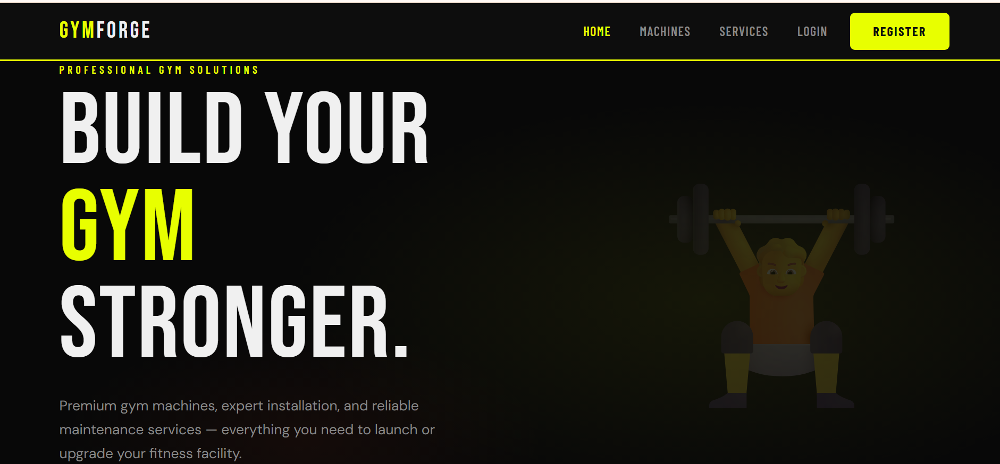 GYMFORGE
HOME MACHINES SERVICES LOGIN REGISTER
PROFESSIONAL GYM SOLUTIONS
BUILD YOUR
GYM
STRONGER.
Premium gym machines, expert installation, and reliable
maintenance services — everything you need to launch or
upgrade your fitness facility.